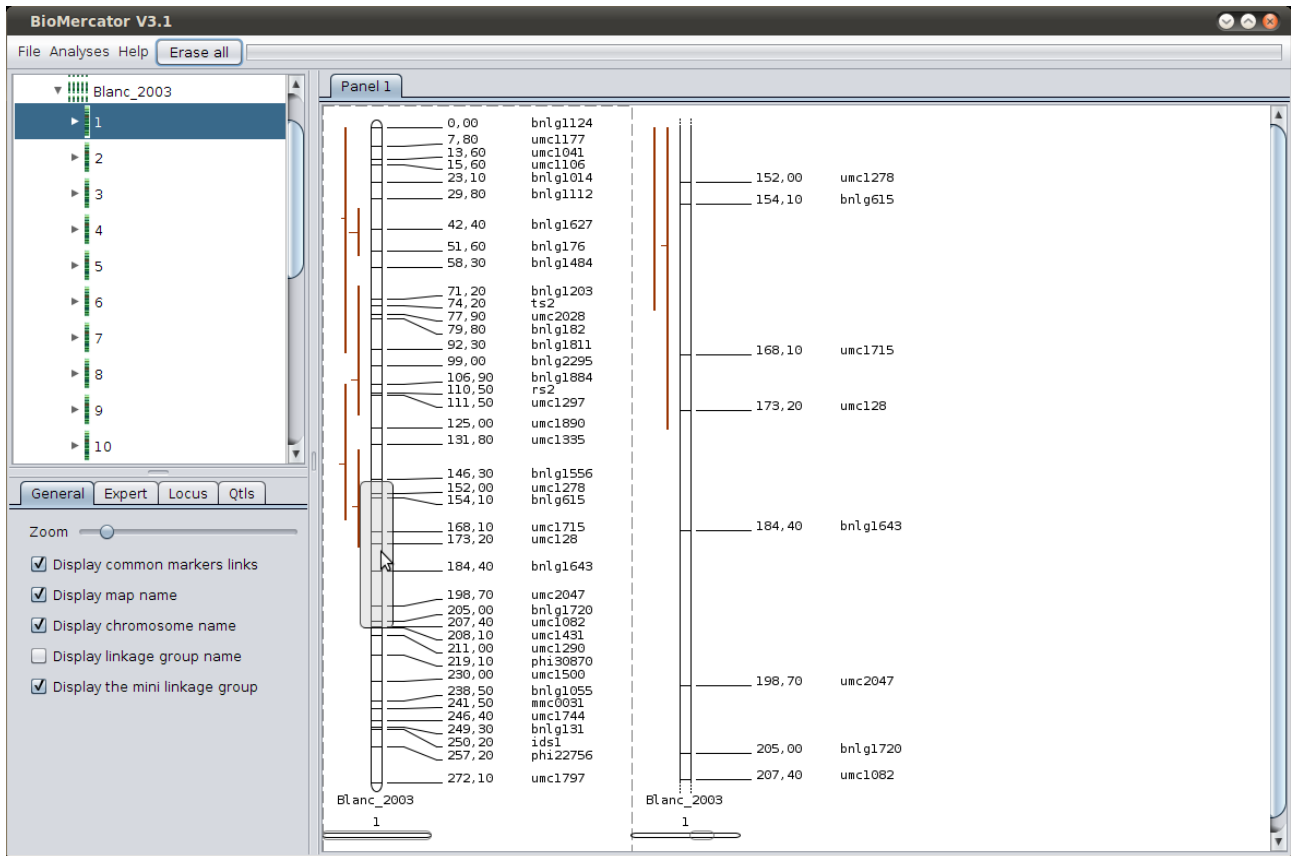 BioMercator V3.1
File Analyses Help Erase all
Blanc_2003
1
2
3
4
5
6
7
8
9
10
General Expert Locus Qtls
Zoom
Display common markers links
Display map name
Display chromosome name
Display linkage group name
Display the mini linkage group
Panel 1
0,00 bnlg1124
7,80 umc1177
13,60 umc1041
15,60 umc1106
23,10 bnlg1014
29,80 bnlg1112
42,40 bnlg1627
51,60 bnlg176
58,30 bnlg1484
71,20 bnlg1203
74,20 ts2
77,90 umc2028
79,80 bnlg182
92,30 bnlg1811
99,00 bnlg2295
106,90 bnlg1884
110,50 rs2
111,50 umc1297
125,00 umc1890
131,80 umc1335
146,30 bnlg1556
152,00 umc1278
154,10 bnlg615
168,10 umc1715
173,20 umc128
184,40 bnlg1643
198,70 umc2047
205,00 bnlg1720
207,40 umc1082
208,10 umc1431
211,00 umc1290
219,10 phi30870
230,00 umc1500
238,50 bnlg1055
241,50 mmc0031
246,40 umc1744
249,30 bnlg131
250,20 ids1
257,20 phi22756
272,10 umc1797
Blanc_2003
1
152,00 umc1278
154,10 bnlg615
168,10 umc1715
173,20 umc128
184,40 bnlg1643
198,70 umc2047
205,00 bnlg1720
207,40 umc1082
Blanc_2003
1